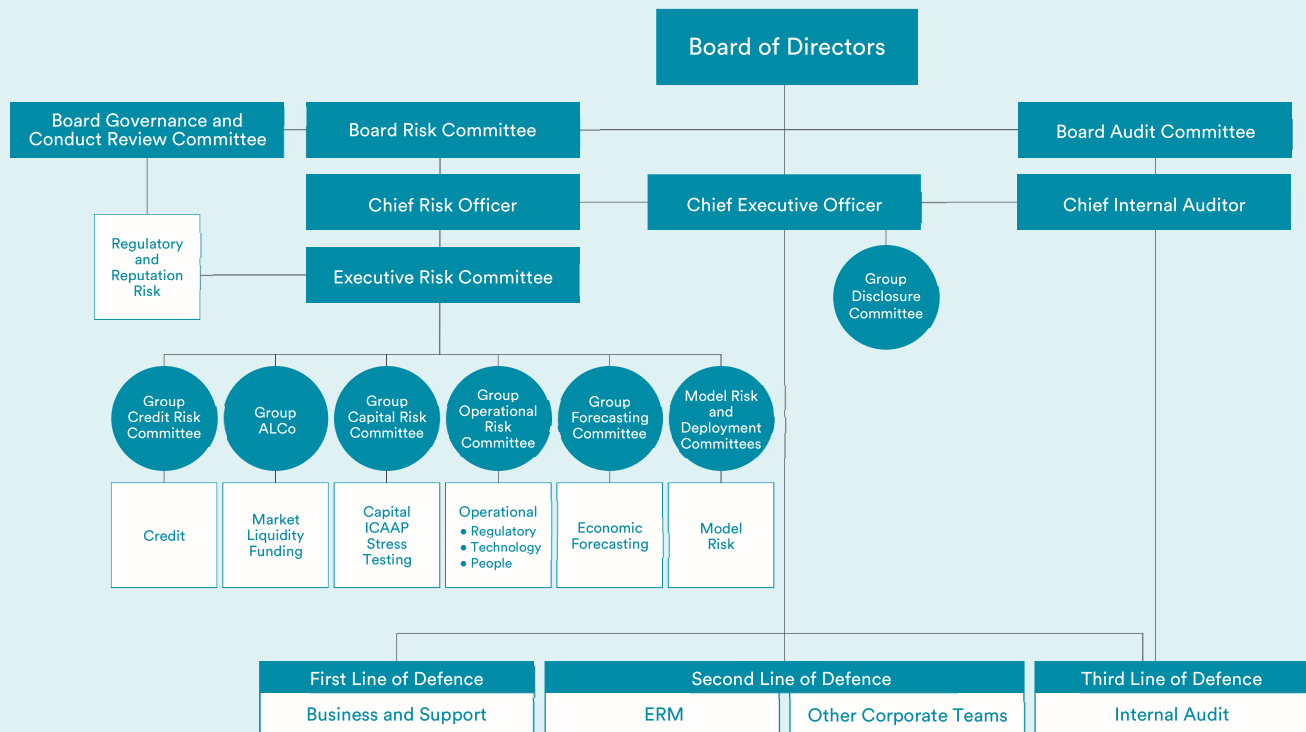 Board of Directors
Board Governance and
Conduct Review Committee
Board Risk Committee
Board Audit Committee
Chief Risk Officer
Chief Executive Officer
Chief Internal Auditor
Regulatory
and
Reputation
Risk
Executive Risk Committee
Group
Disclosure
Committee
Group
Credit Risk
Committee
Group
ALCo
Group
Capital Risk
Committee
Group
Operational
Risk
Committee
Group
Forecasting
Committee
Model Risk
and
Deployment
Committees
Credit
Market
Liquidity
Funding
Capital
ICAAP
Stress
Testing
Operational
• Regulatory
• Technology
• People
Economic
Forecasting
Model
Risk
First Line of Defence
Second Line of Defence
Third Line of Defence
Business and Support
ERM
Other Corporate Teams
Internal Audit